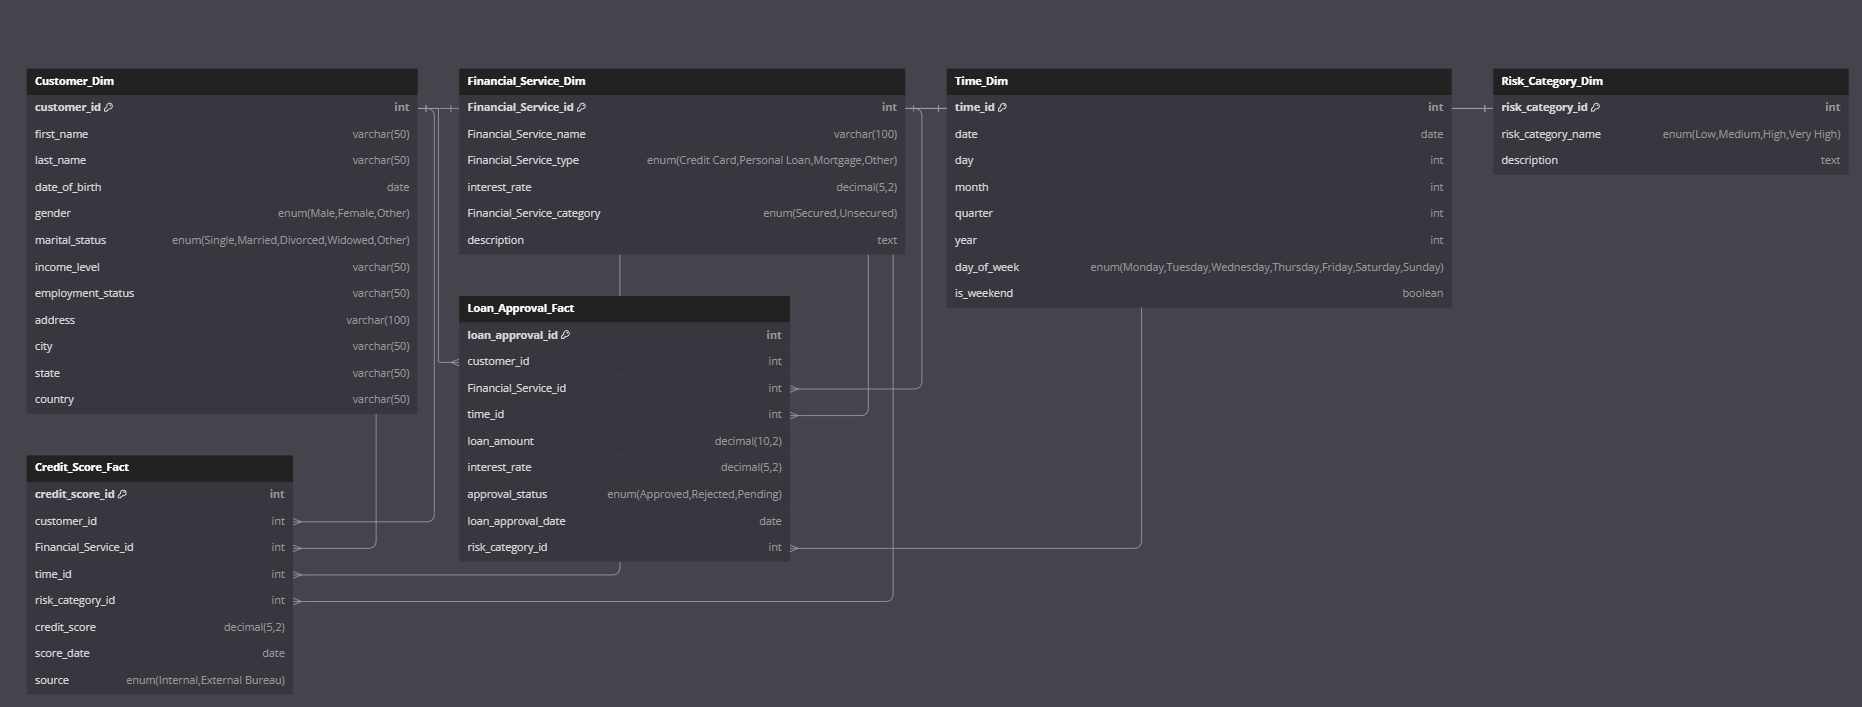 Customer_Dim
customer_id int
first_name varchar(50)
last_name varchar(50)
date_of_birth date
gender enum(Male,Female,Other)
marital_status enum(Single,Married,Divorced,Widowed,Other)
income_level varchar(50)
employment_status varchar(50)
address varchar(100)
city varchar(50)
state varchar(50)
country varchar(50)
Financial_Service_Dim
Financial_Service_id int
Financial_Service_name varchar(100)
Financial_Service_type enum(Credit Card,Personal Loan,Mortgage,Other)
interest_rate decimal(5,2)
Financial_Service_category enum(Secured,Unsecured)
description text
Time_Dim
time_id int
date date
day int
month int
quarter int
year int
day_of_week enum(Monday,Tuesday,Wednesday,Thursday,Friday,Saturday,Sunday)
is_weekend boolean
Risk_Category_Dim
risk_category_id int
risk_category_name enum(Low,Medium,High,Very High)
description text
Loan_Approval_Fact
loan_approval_id int
customer_id int
Financial_Service_id int
time_id int
loan_amount decimal(10,2)
interest_rate decimal(5,2)
approval_status enum(Approved,Rejected,Pending)
loan_approval_date date
risk_category_id int
Credit_Score_Fact
credit_score_id int
customer_id int
Financial_Service_id int
time_id int
risk_category_id int
credit_score decimal(5,2)
score_date date
source enum(Internal,External Bureau)